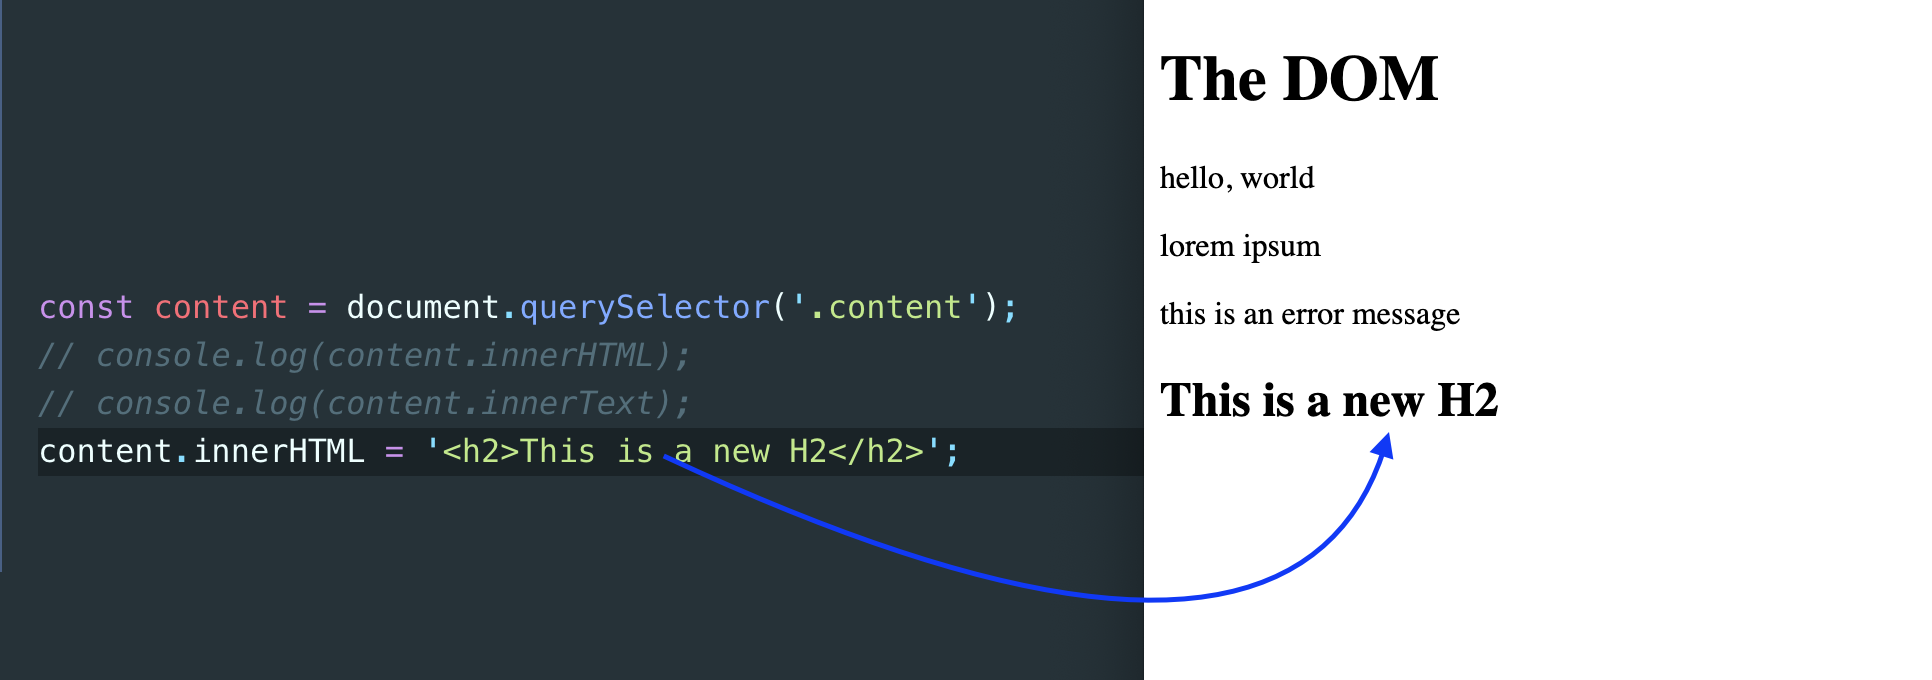 const content = document.querySelector('.content');
// console.log(content.innerHTML);
// console.log(content.innerText);
content.innerHTML = '<h2>This is a new H2</h2>';
The DOM
hello, world
lorem ipsum
this is an error message
This is a new H2